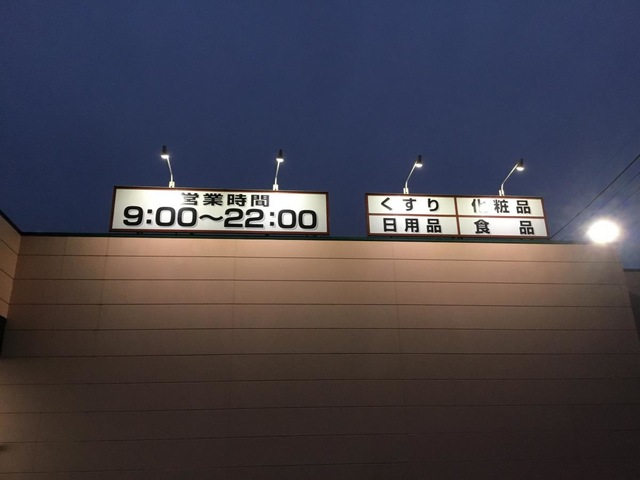 営業時間
9:00～22:00
くすり 化粧品
日用品 食品